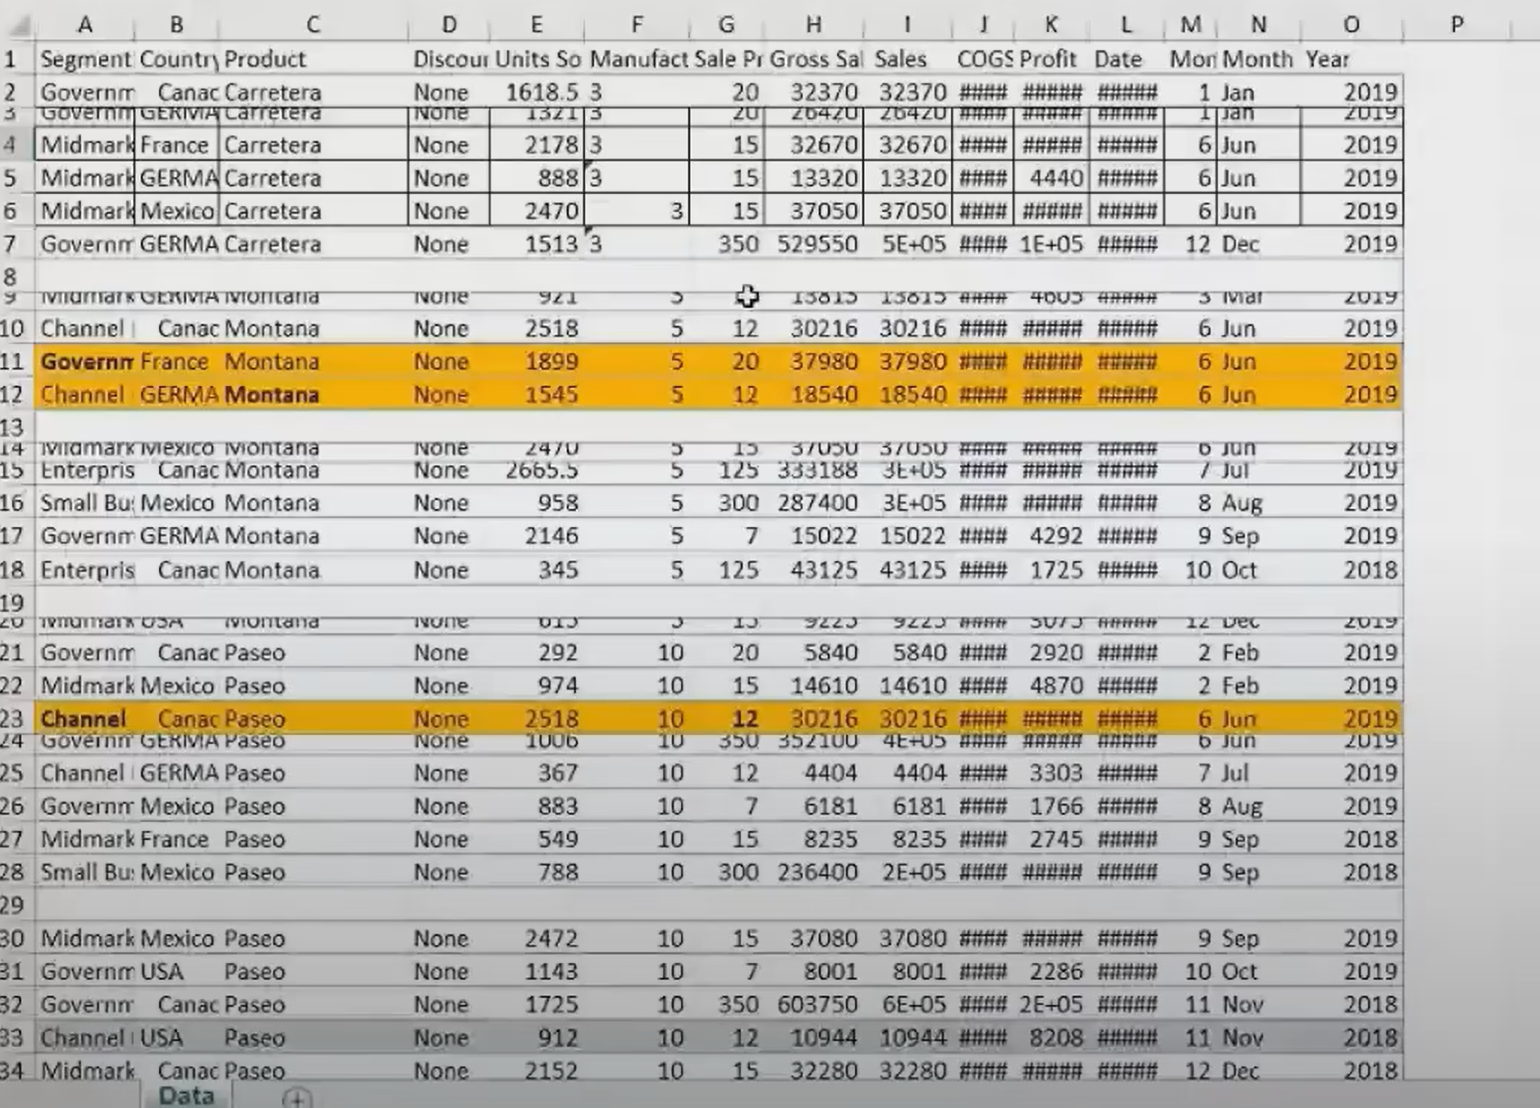 A B C D E F G H I J K L M N O P
1 Segment Country Product Discour Units So Manufact Sale Pr Gross Sal Sales COGS Profit Date Mon Month Year
2 Governm Canac Carretera None 1618.5 3 20 32370 32370 #### ##### ##### 1 Jan 2019
3 Governm GERMA Carretera None 1321 3 20 26420 26420 #### ##### ##### 1 Jan 2019
4 Midmark France Carretera None 2178 3 15 32670 32670 #### ##### ##### 6 Jun 2019
5 Midmark GERMA Carretera None 888 3 15 13320 13320 #### 4440 ##### 6 Jun 2019
6 Midmark Mexico Carretera None 2470 3 15 37050 37050 #### ##### ##### 6 Jun 2019
7 Governm GERMA Carretera None 1513 3 350 529550 5E+05 #### 1E+05 ##### 12 Dec 2019
8
9 Midmark GERMA Montana None 921 5 13815 13815 #### 4605 ##### 3 Mar 2019
10 Channel Canac Montana None 2518 5 12 30216 30216 #### ##### ##### 6 Jun 2019
11 Governm France Montana None 1899 5 20 37980 37980 #### ##### ##### 6 Jun 2019
12 Channel GERMA Montana None 1545 5 12 18540 18540 #### ##### ##### 6 Jun 2019
13
14 Midmark Mexico Montana None 2470 5 15 37050 37050 #### ##### ##### 6 Jun 2019
15 Enterpris Canac Montana None 2665.5 5 125 333188 3E+05 #### ##### ##### 7 Jul 2019
16 Small Bu: Mexico Montana None 958 5 300 287400 3E+05 #### ##### ##### 8 Aug 2019
17 Governm GERMA Montana None 2146 5 7 15022 15022 #### 4292 ##### 9 Sep 2019
18 Enterpris Canac Montana None 345 5 125 43125 43125 #### 1725 ##### 10 Oct 2018
19
20 Midmark USA Montana None 615 5 15 9225 9225 #### 3075 ##### 12 Dec 2019
21 Governm Canac Paseo None 292 10 20 5840 5840 #### 2920 ##### 2 Feb 2019
22 Midmark Mexico Paseo None 974 10 15 14610 14610 #### 4870 ##### 2 Feb 2019
23 Channel Canac Paseo None 2518 10 12 30216 30216 #### ##### ##### 6 Jun 2019
24 Governm GERMA Paseo None 1006 10 350 352100 4E+05 #### ##### ##### 6 Jun 2019
25 Channel GERMA Paseo None 367 10 12 4404 4404 #### 3303 ##### 7 Jul 2019
26 Governm Mexico Paseo None 883 10 7 6181 6181 #### 1766 ##### 8 Aug 2019
27 Midmark France Paseo None 549 10 15 8235 8235 #### 2745 ##### 9 Sep 2018
28 Small Bu: Mexico Paseo None 788 10 300 236400 2E+05 #### ##### ##### 9 Sep 2018
29
30 Midmark Mexico Paseo None 2472 10 15 37080 37080 #### ##### ##### 9 Sep 2019
31 Governm USA Paseo None 1143 10 7 8001 8001 #### 2286 ##### 10 Oct 2019
32 Governm Canac Paseo None 1725 10 350 603750 6E+05 #### 2E+05 ##### 11 Nov 2018
33 Channel USA Paseo None 912 10 12 10944 10944 #### 8208 ##### 11 Nov 2018
34 Midmark Canac Paseo None 2152 10 15 32280 32280 #### ##### ##### 12 Dec 2018
Data